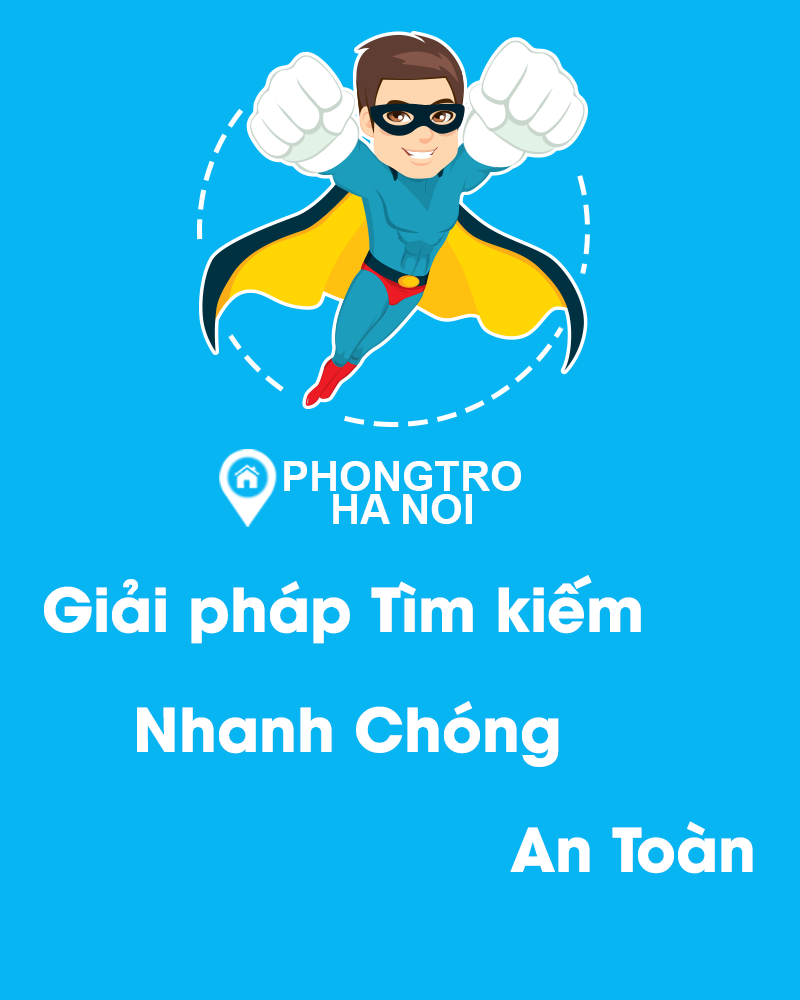 PHONGTRO
HA NOI
Giải pháp Tìm kiếm
Nhanh Chóng
An Toàn